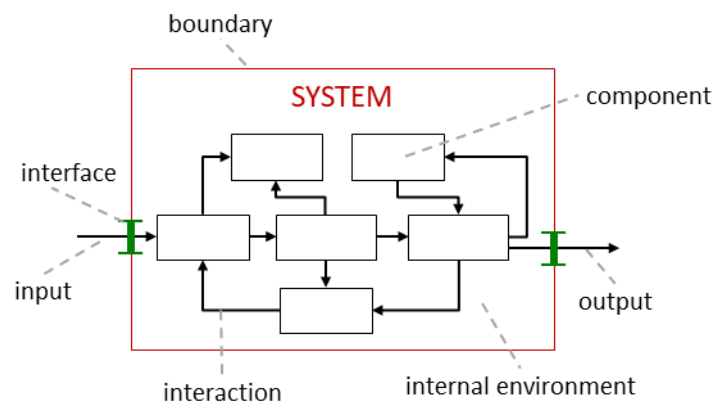 boundary
SYSTEM
component
interface
input
output
interaction
internal environment